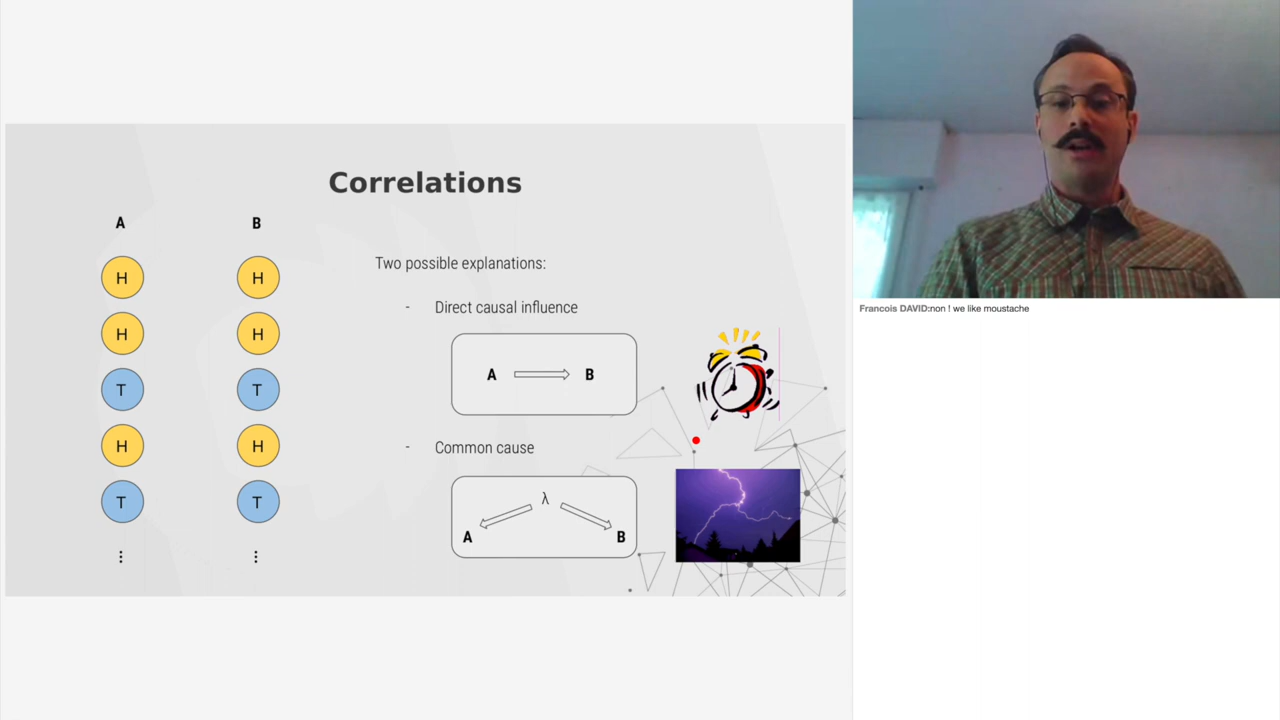 Correlations
A B
H H
H H
T T
H H
T T
⋮ ⋮
Two possible explanations:
- Direct causal influence
A B
- Common cause
λ
A B
Francois DAVID:non ! we like moustache